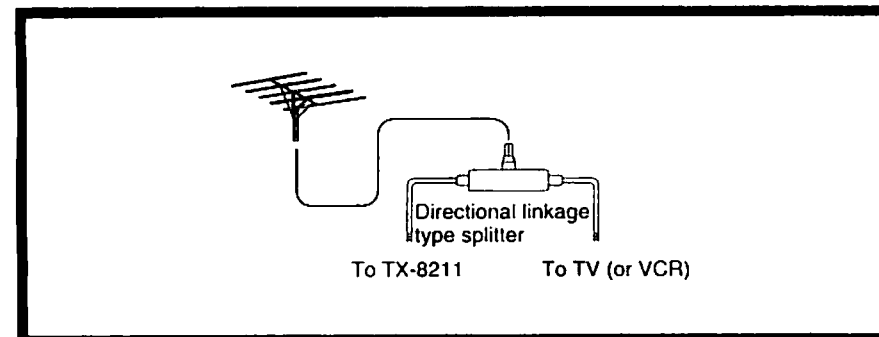 Directional linkage
type splitter
To TX-8211
To TV (or VCR)